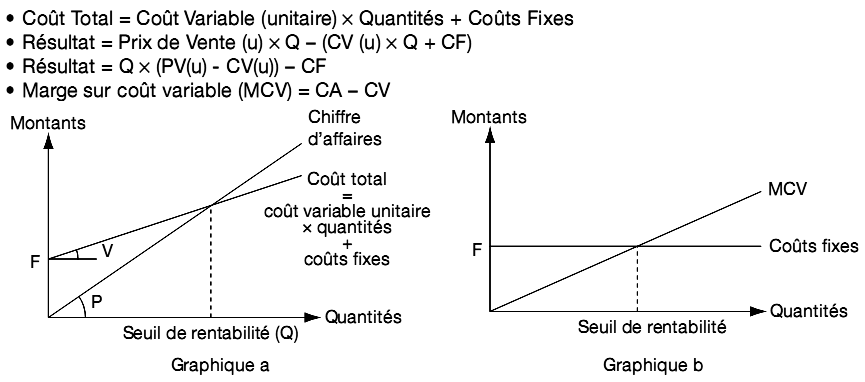 • Coût Total = Coût Variable (unitaire) × Quantités + Coûts Fixes
• Résultat = Prix de Vente (u) × Q – (CV (u) × Q + CF)
• Résultat = Q × (PV(u) - CV(u)) – CF
• Marge sur coût variable (MCV) = CA – CV
Montants
Chiffre
d'affaires
Coût total
=
coût variable unitaire
× quantités
+
coûts fixes
V
F
P
Quantités
Seuil de rentabilité (Q)
Graphique a
Montants
MCV
F
Coûts fixes
Quantités
Seuil de rentabilité
Graphique b